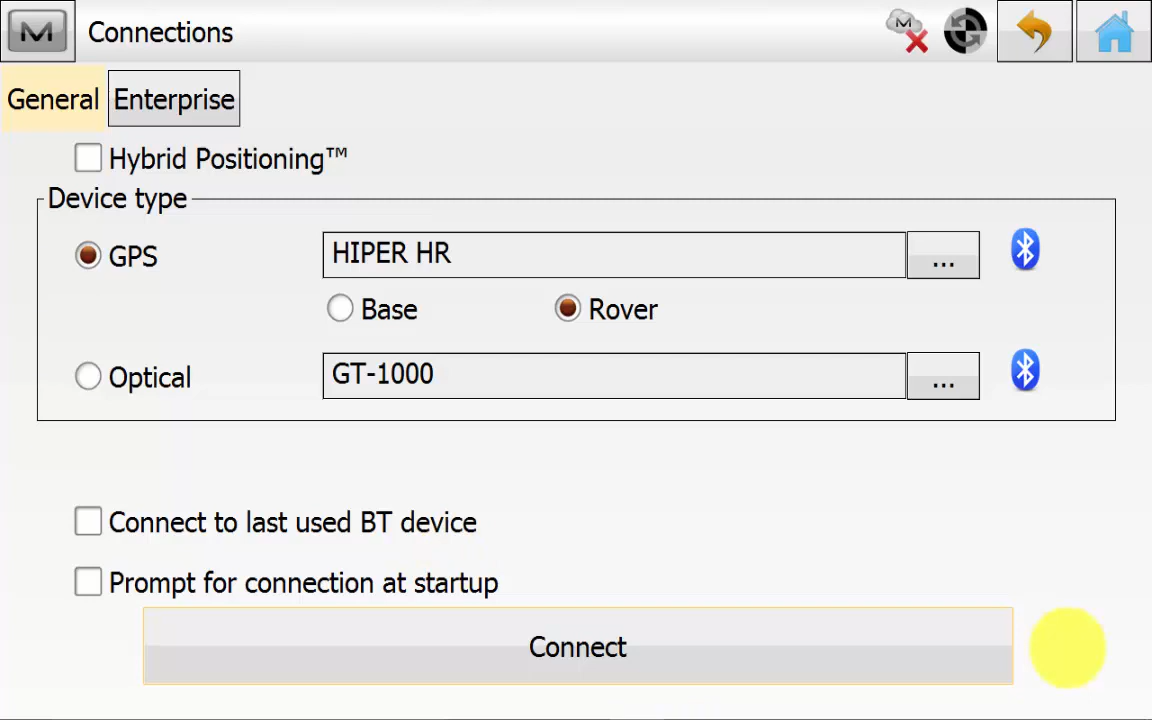 M Connections M
General Enterprise
Hybrid Positioning™
Device type
GPS HIPER HR ...
Base Rover
Optical GT-1000 ...
Connect to last used BT device
Prompt for connection at startup
Connect